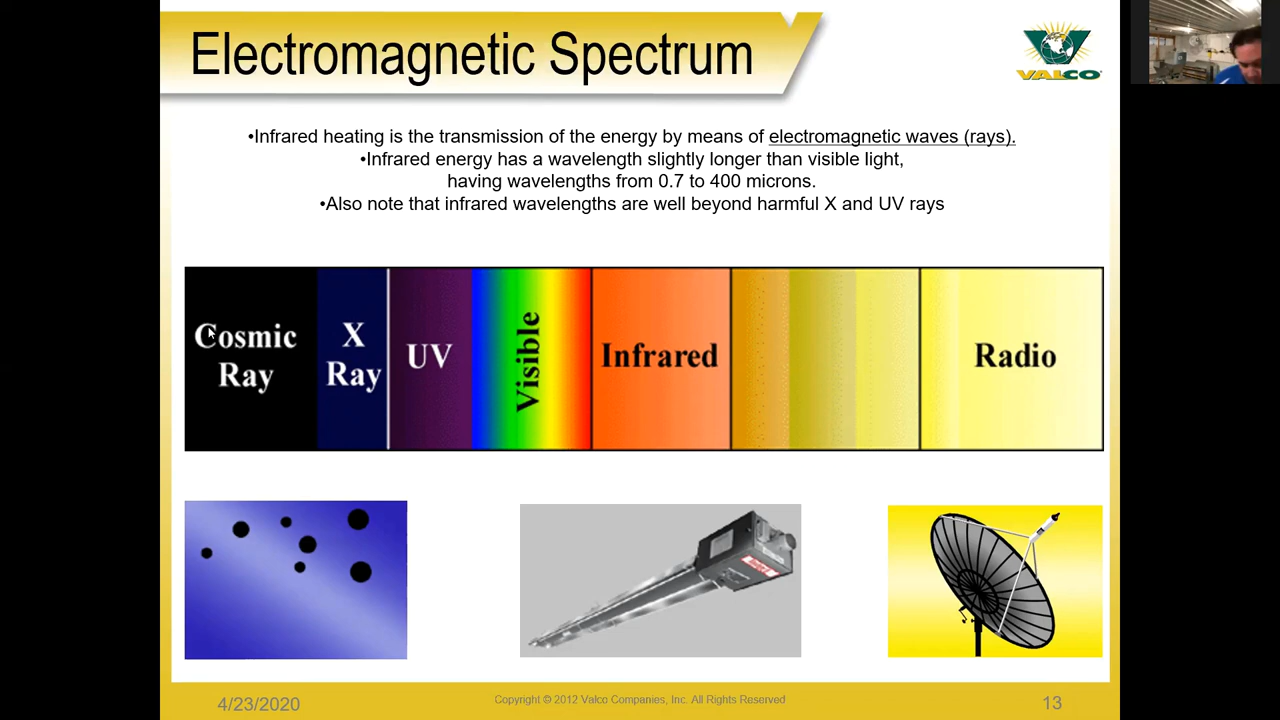 Electromagnetic Spectrum
VALCO
•Infrared heating is the transmission of the energy by means of electromagnetic waves (rays).
•Infrared energy has a wavelength slightly longer than visible light,
having wavelengths from 0.7 to 400 microns.
•Also note that infrared wavelengths are well beyond harmful X and UV rays
Cosmic
Ray
X
Ray
UV
Visible
Infrared
Radio
4/23/2020
Copyright © 2012 Valco Companies, Inc. All Rights Reserved
13